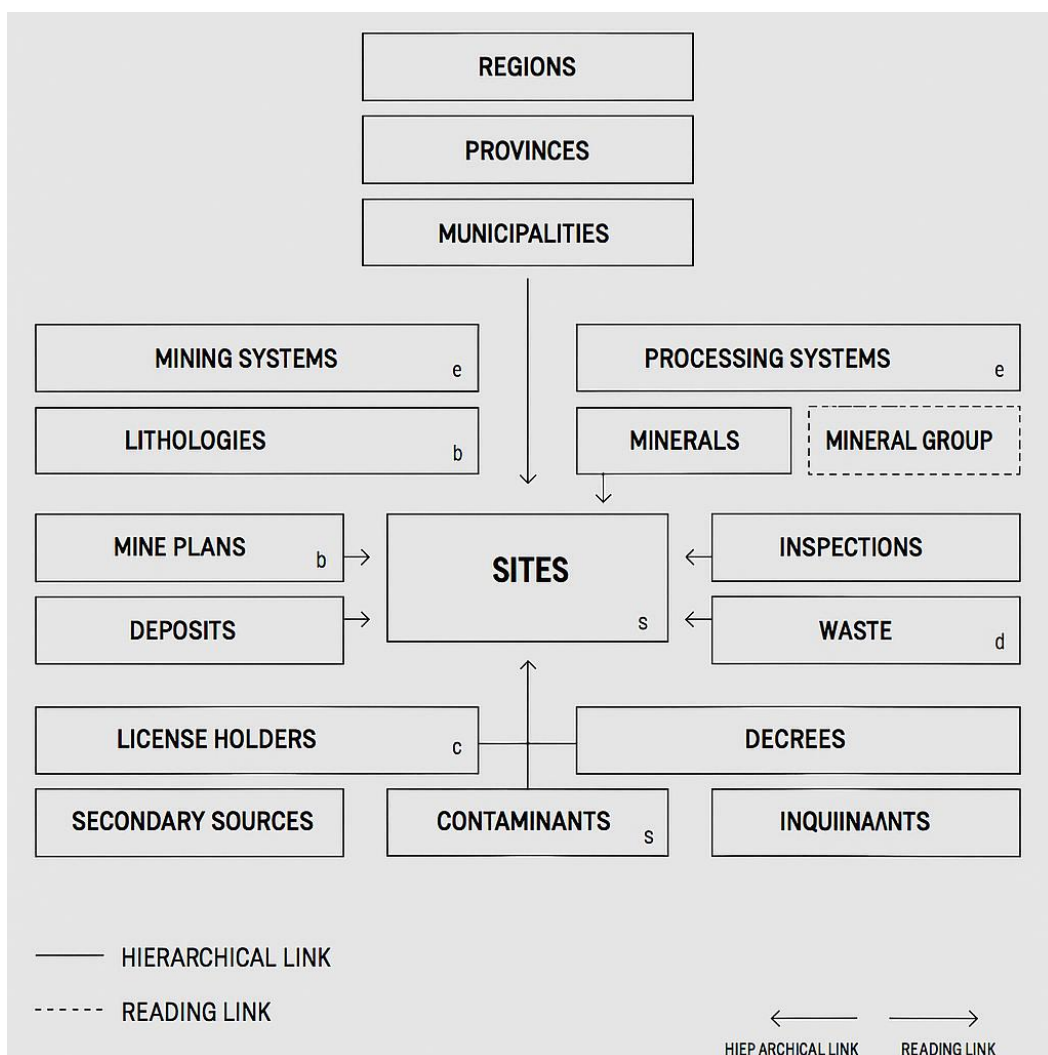 REGIONS
PROVINCES
MUNICIPALITIES
MINING SYSTEMS e
PROCESSING SYSTEMS e
LITHOLOGIES b
MINERALS
MINERAL GROUP
MINE PLANS b
SITES s
INSPECTIONS
DEPOSITS
WASTE d
LICENSE HOLDERS c
DECREES
SECONDARY SOURCES
CONTAMINANTS s
HIERARCHICAL LINK
READING LINK
HIEP ARCHICAL LINK
READING LINK